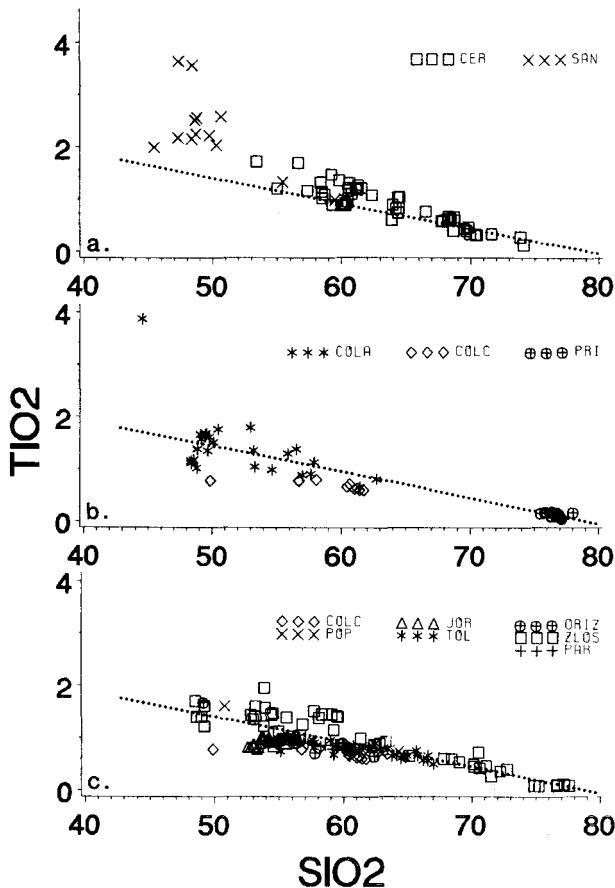 4
CER SAN
2
0
a.
40 50 60 70 80
4
COLA COLC PRI
2
0
b.
40 50 60 70 80
4
COLC JOR ORIZ
POP TOL ZLOS
PAR
2
0
c.
40 50 60 70 80
TIO2
SIO2